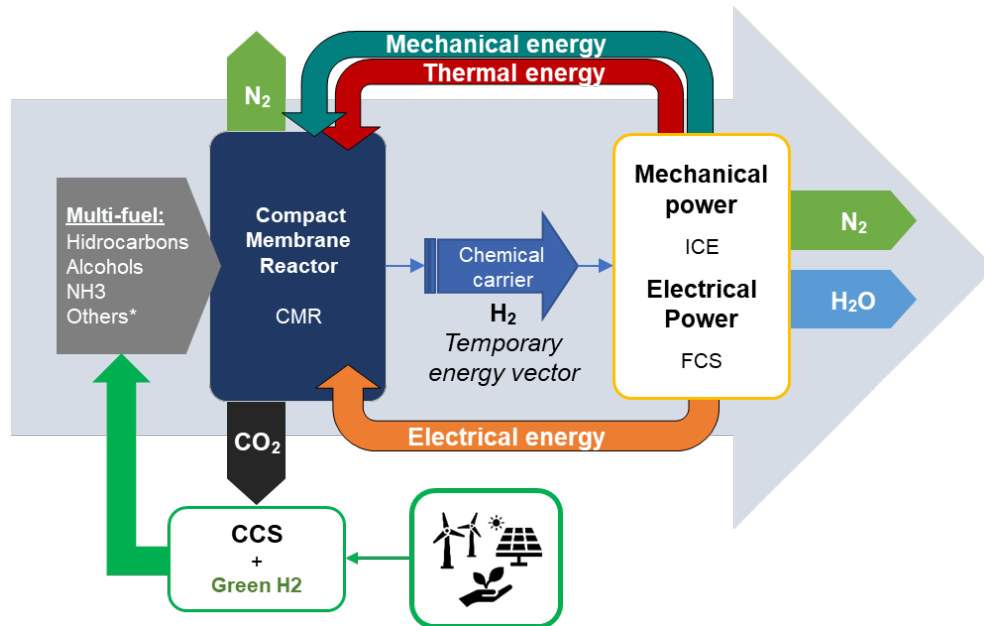 Mechanical energy
Thermal energy
N₂
Multi-fuel:
Hidrocarbons
Alcohols
NH3
Others*
Compact
Membrane
Reactor
CMR
Chemical
carrier
H₂
Temporary
energy vector
Mechanical
power
ICE
Electrical
Power
FCS
N₂
H₂O
Electrical energy
CO₂
CCS
+
Green H2